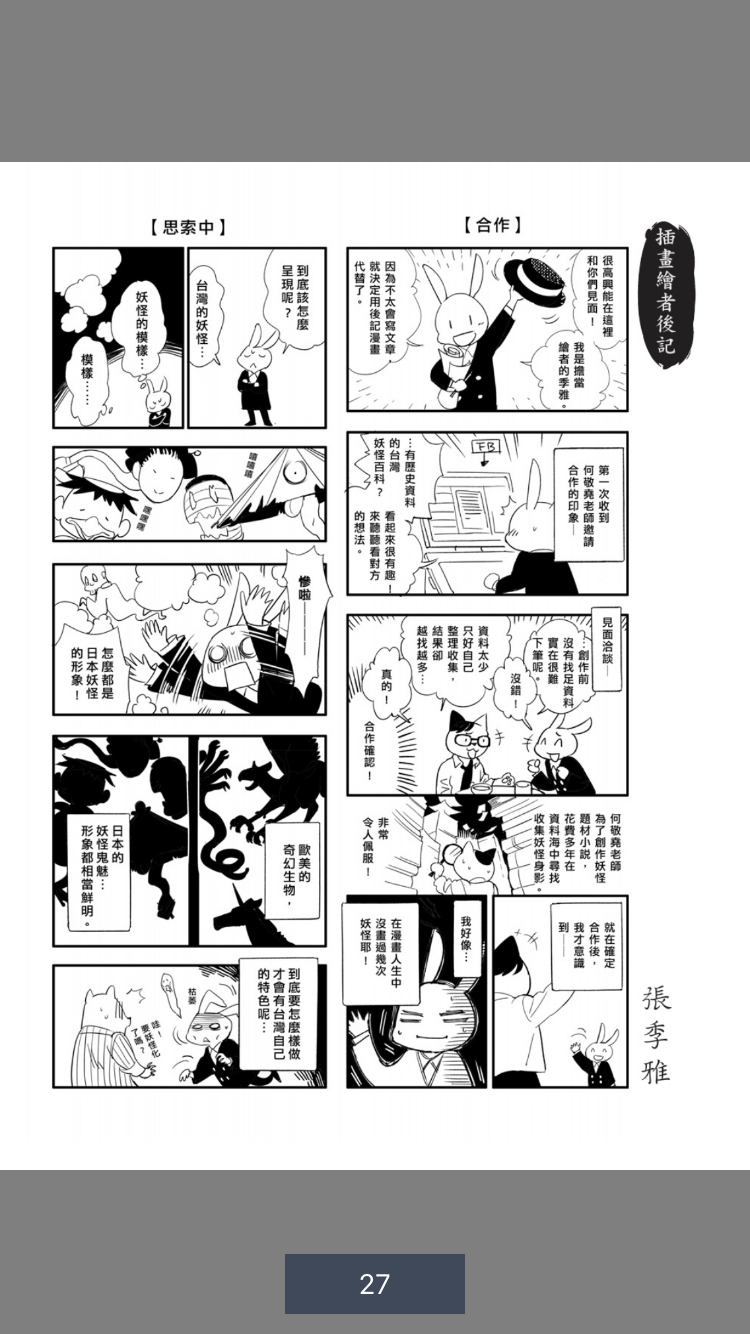 插畫繪者後記
張季雅
【合作】
很高興能在這裡
和你們見面！
我是擔當
繪者的季雅。
因為不太會寫文章，
就決定用後記漫畫
代替了。
第一次收到
何敬堯老師邀請
合作的印象──
FB
…有歷史資料
的台灣
妖怪百科？
看起來很有趣！
來聽聽看對方
的想法。
見面洽談──
…創作前
沒有找足資料
實在很難
下筆呢。
沒錯！
資料太少
只好自己
整理收集，
結果卻
越找越多…
真的！
合作確認！
何敬堯老師
為了創作妖怪
題材小說，
花費多年在
資料海中尋找
收集妖怪身影。
非常
令人佩服！
就在確定
合作後，
我才意識
到──
我好像…
在漫畫人生中
沒畫過幾次
妖怪耶！
【思索中】
到底該怎麼
呈現呢？
台灣的妖怪…
妖怪的模樣…
模樣……
慘啦──
怎麼都是
日本妖怪
的形象！
歐美的
奇幻生物，
日本的
妖怪鬼魅…
形象都相當鮮明。
到底要怎麼樣做
才會有台灣自己
的特色呢…
枯萎
哇！
要妖怪化
了嗎？
27